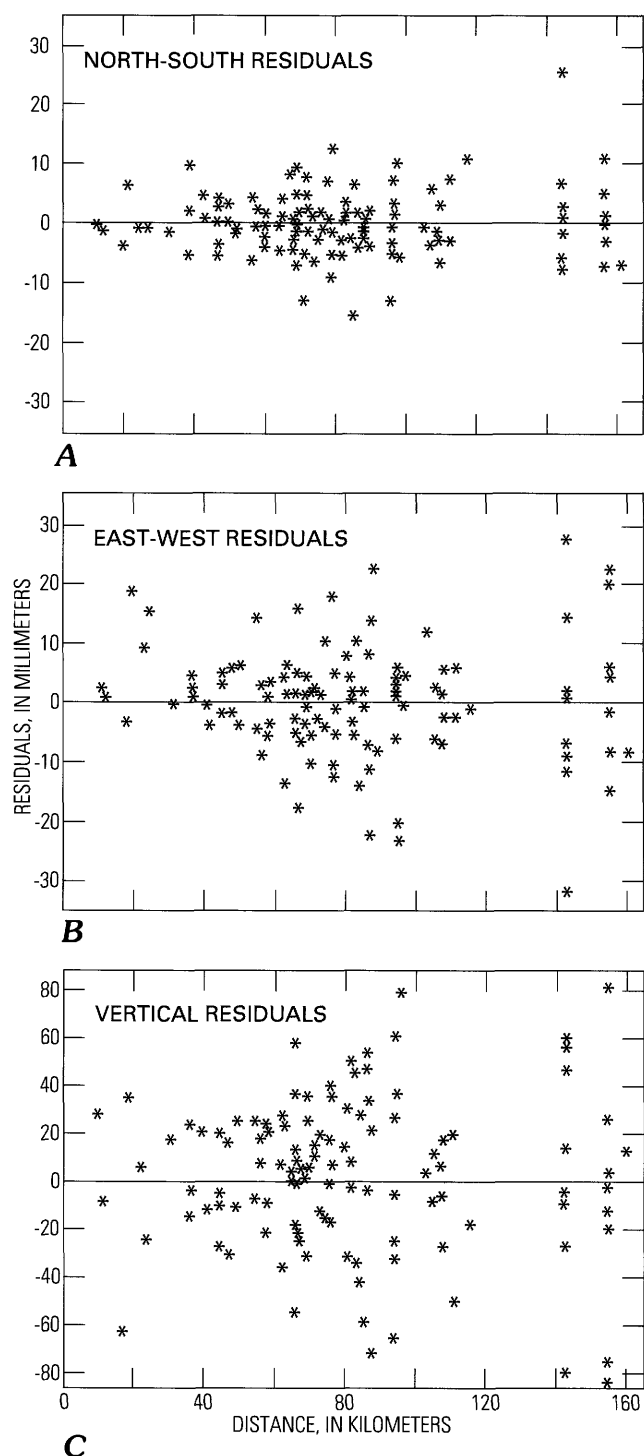 30
NORTH-SOUTH RESIDUALS
20
10
0
-10
-20
-30
A
30
EAST-WEST RESIDUALS
20
10
0
-10
-20
-30
RESIDUALS, IN MILLIMETERS
B
80
VERTICAL RESIDUALS
60
40
20
0
-20
-40
-60
-80
0 40 80 120 160
DISTANCE, IN KILOMETERS
C